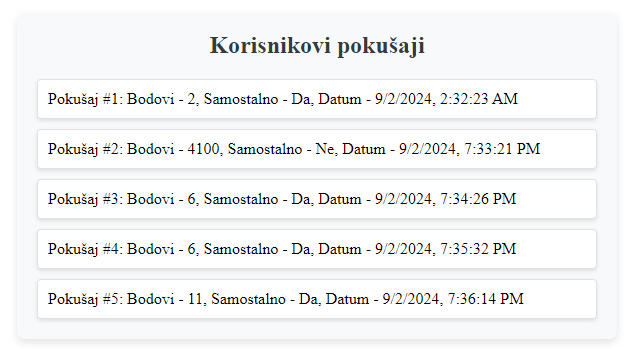 Korisnikovi pokušaji
Pokušaj #1: Bodovi - 2, Samostalno - Da, Datum - 9/2/2024, 2:32:23 AM
Pokušaj #2: Bodovi - 4100, Samostalno - Ne, Datum - 9/2/2024, 7:33:21 PM
Pokušaj #3: Bodovi - 6, Samostalno - Da, Datum - 9/2/2024, 7:34:26 PM
Pokušaj #4: Bodovi - 6, Samostalno - Da, Datum - 9/2/2024, 7:35:32 PM
Pokušaj #5: Bodovi - 11, Samostalno - Da, Datum - 9/2/2024, 7:36:14 PM